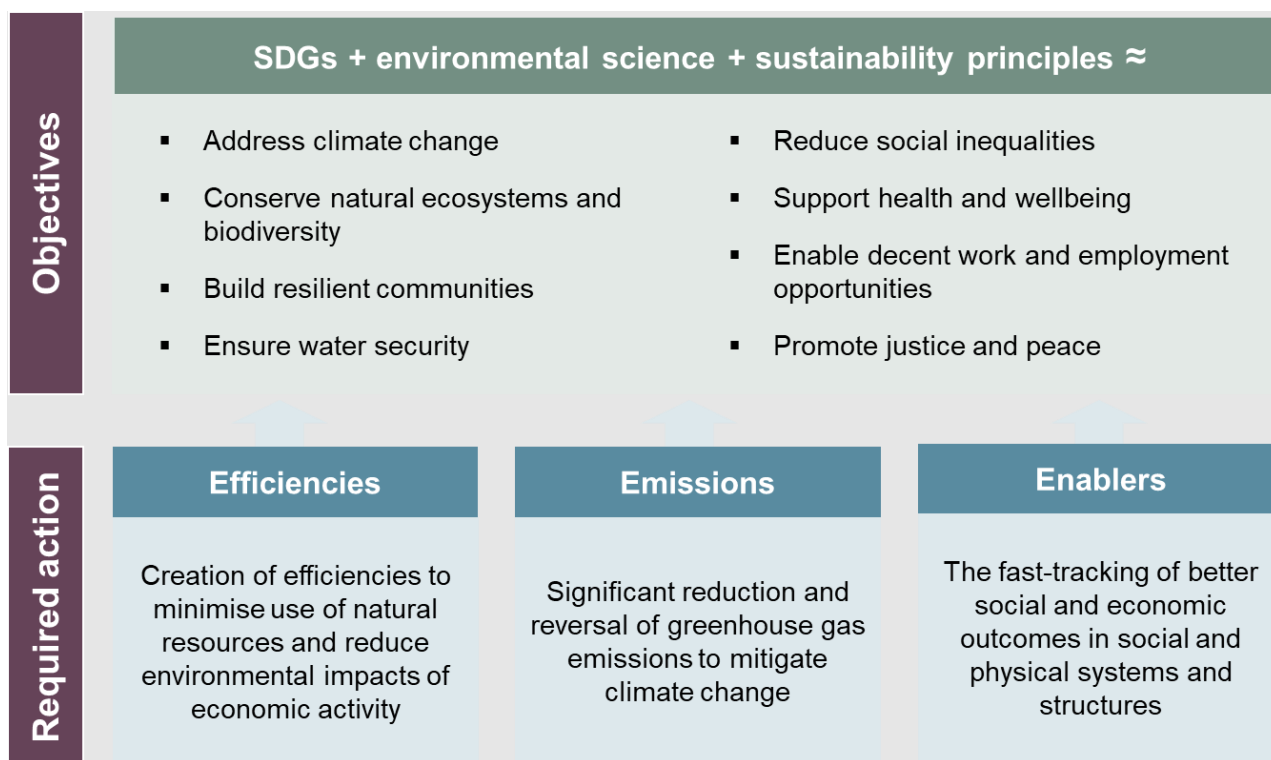 Objectives
SDGs + environmental science + sustainability principles ≈
▪ Address climate change
▪ Conserve natural ecosystems and
biodiversity
▪ Build resilient communities
▪ Ensure water security
▪ Reduce social inequalities
▪ Support health and wellbeing
▪ Enable decent work and employment
opportunities
▪ Promote justice and peace
Required action
Efficiencies
Creation of efficiencies to
minimise use of natural
resources and reduce
environmental impacts of
economic activity
Emissions
Significant reduction and
reversal of greenhouse gas
emissions to mitigate
climate change
Enablers
The fast-tracking of better
social and economic
outcomes in social and
physical systems and
structures